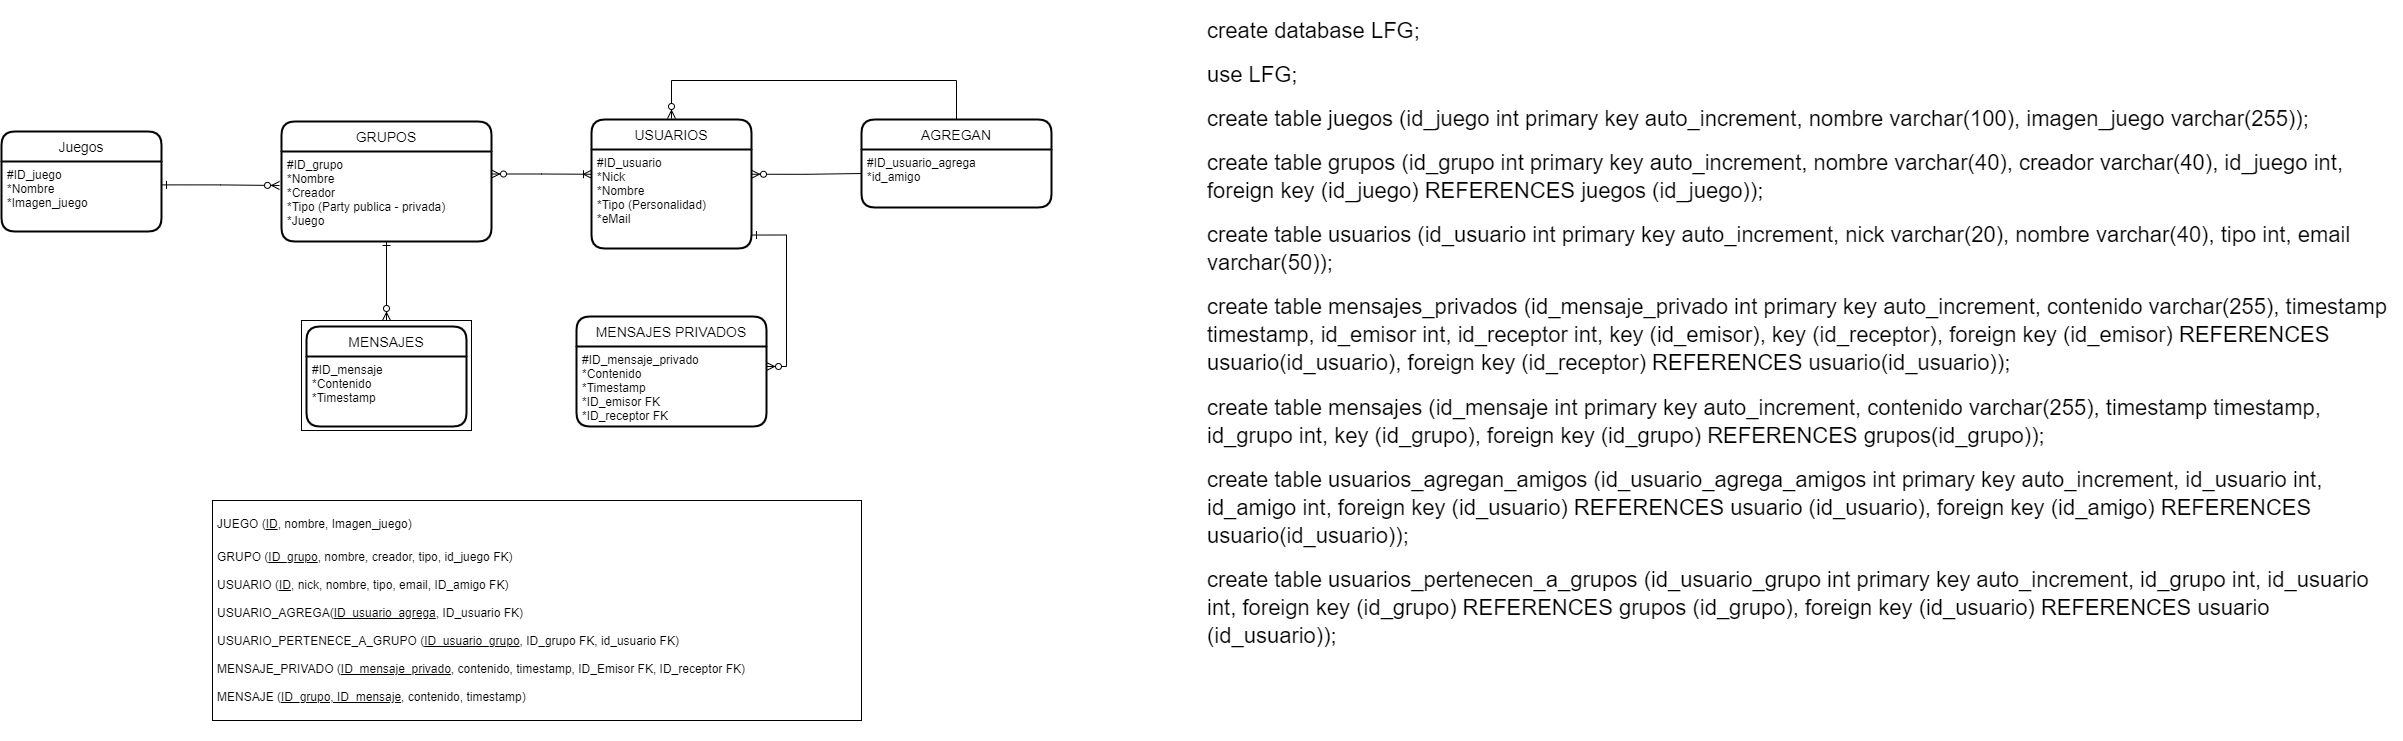 Juegos
#ID_juego
*Nombre
*Imagen_juego
GRUPOS
#ID_grupo
*Nombre
*Creador
*Tipo (Party publica - privada)
*Juego
USUARIOS
#ID_usuario
*Nick
*Nombre
*Tipo (Personalidad)
*eMail
AGREGAN
#ID_usuario_agrega
*id_amigo
MENSAJES
#ID_mensaje
*Contenido
*Timestamp
MENSAJES PRIVADOS
#ID_mensaje_privado
*Contenido
*Timestamp
*ID_emisor FK
*ID_receptor FK
JUEGO (ID, nombre, Imagen_juego)
GRUPO (ID_grupo, nombre, creador, tipo, id_juego FK)
USUARIO (ID, nick, nombre, tipo, email, ID_amigo FK)
USUARIO_AGREGA(ID_usuario_agrega, ID_usuario FK)
USUARIO_PERTENECE_A_GRUPO (ID_usuario_grupo, ID_grupo FK, id_usuario FK)
MENSAJE_PRIVADO (ID_mensaje_privado, contenido, timestamp, ID_Emisor FK, ID_receptor FK)
MENSAJE (ID_grupo, ID_mensaje, contenido, timestamp)
create database LFG;
use LFG;
create table juegos (id_juego int primary key auto_increment, nombre varchar(100), imagen_juego varchar(255));
create table grupos (id_grupo int primary key auto_increment, nombre varchar(40), creador varchar(40), id_juego int,
foreign key (id_juego) REFERENCES juegos (id_juego));
create table usuarios (id_usuario int primary key auto_increment, nick varchar(20), nombre varchar(40), tipo int, email
varchar(50));
create table mensajes_privados (id_mensaje_privado int primary key auto_increment, contenido varchar(255), timestamp
timestamp, id_emisor int, id_receptor int, key (id_emisor), key (id_receptor), foreign key (id_emisor) REFERENCES
usuario(id_usuario), foreign key (id_receptor) REFERENCES usuario(id_usuario));
create table mensajes (id_mensaje int primary key auto_increment, contenido varchar(255), timestamp timestamp,
id_grupo int, key (id_grupo), foreign key (id_grupo) REFERENCES grupos(id_grupo));
create table usuarios_agregan_amigos (id_usuario_agrega_amigos int primary key auto_increment, id_usuario int,
id_amigo int, foreign key (id_usuario) REFERENCES usuario (id_usuario), foreign key (id_amigo) REFERENCES
usuario(id_usuario));
create table usuarios_pertenecen_a_grupos (id_usuario_grupo int primary key auto_increment, id_grupo int, id_usuario
int, foreign key (id_grupo) REFERENCES grupos (id_grupo), foreign key (id_usuario) REFERENCES usuario
(id_usuario));